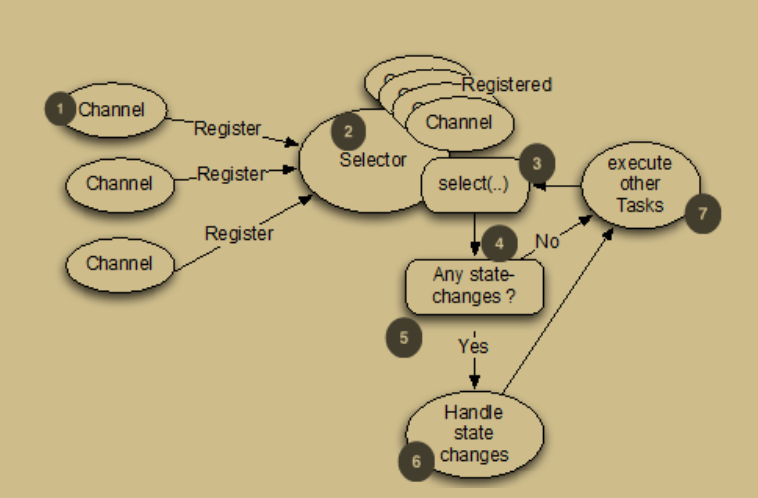 Registered
1
Channel
Register
2
Selector
Channel
3
select(..)
execute
other
Tasks
7
Channel
Register
Channel
Register
4
No
Any state-
changes ?
5
Yes
Handle
state
changes
6